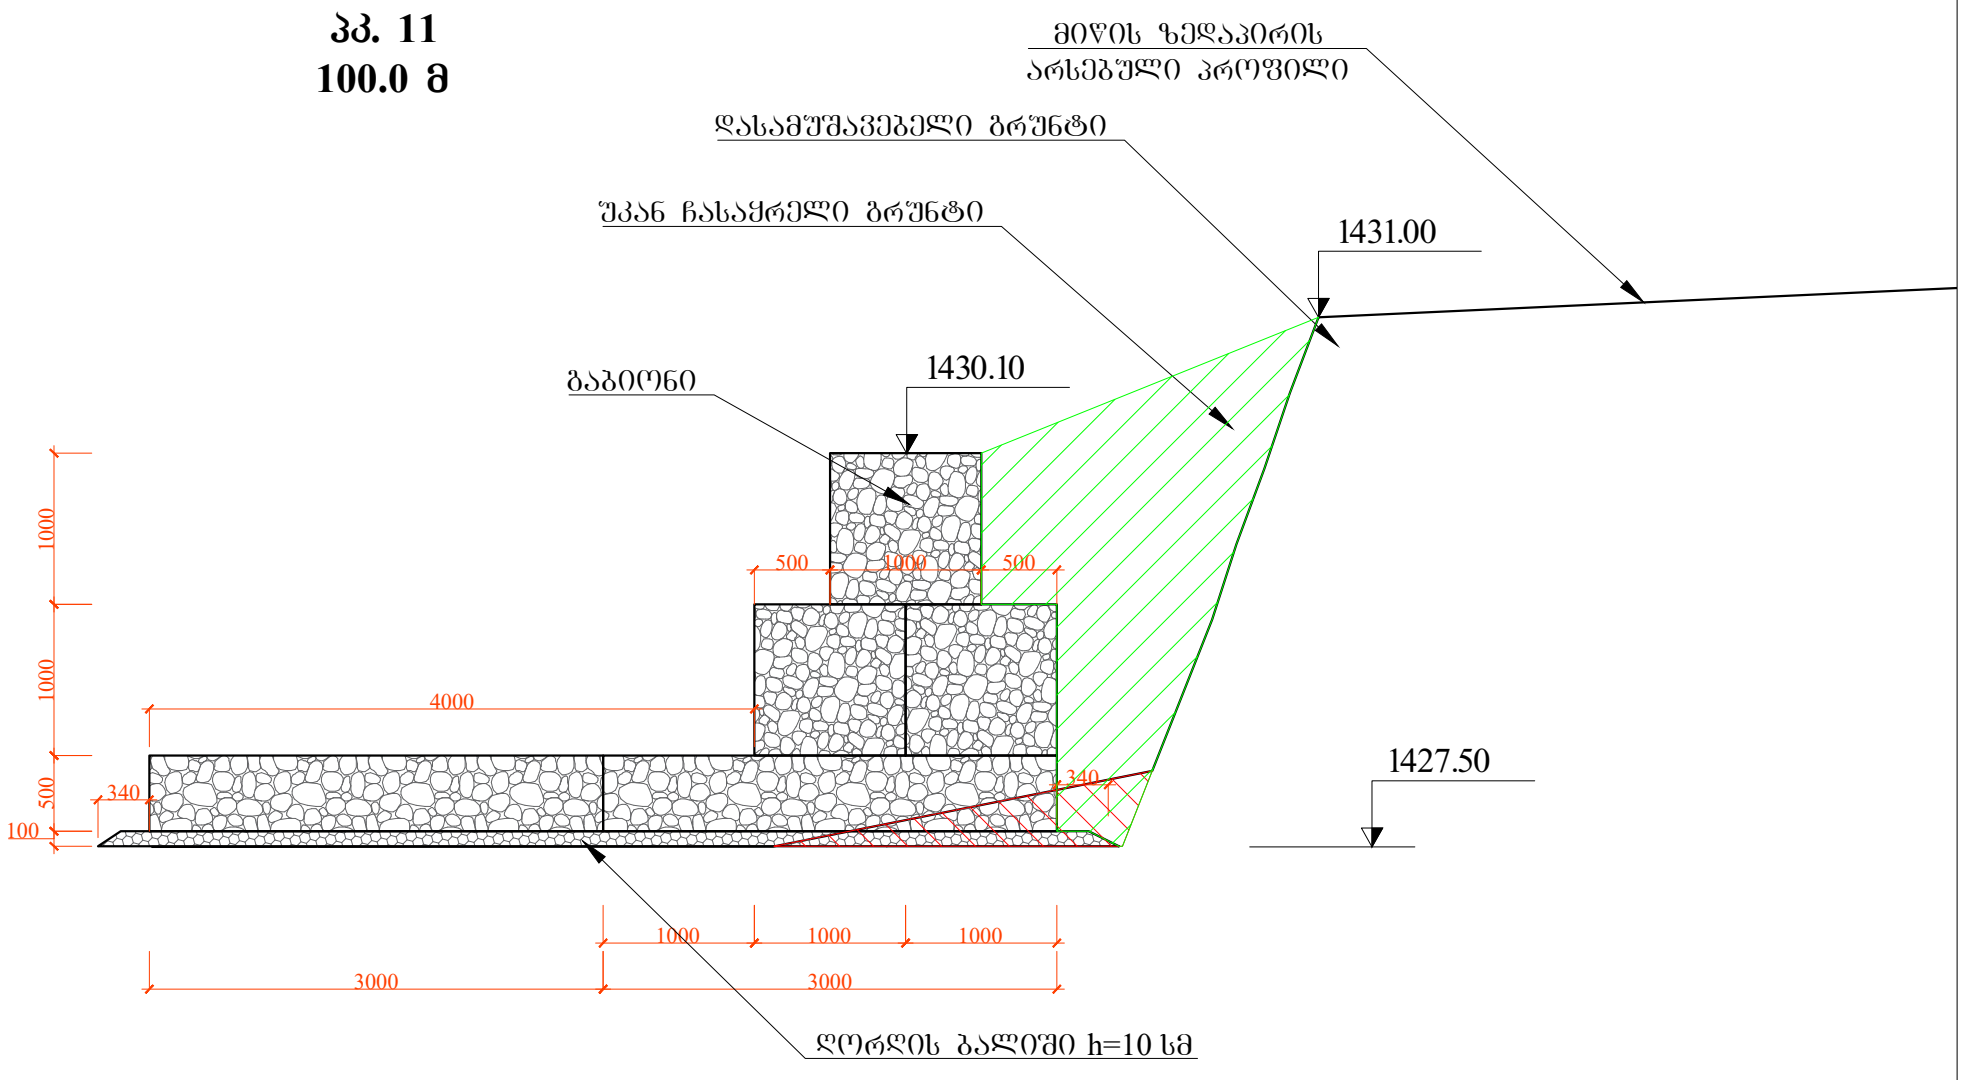 პკ. 11
100.0 მ
მიწის ზედაპირის
არსებული პროფილი
დასამუშავებელი გრუნტი
უკან ჩასაყრელი გრუნტი
1431.00
გაბიონი
1430.10
1000
500
1000
500
1000
4000
1427.50
500
340
340
100
1000
1000
1000
3000
3000
ღორღის ბალიში h=10 სმ